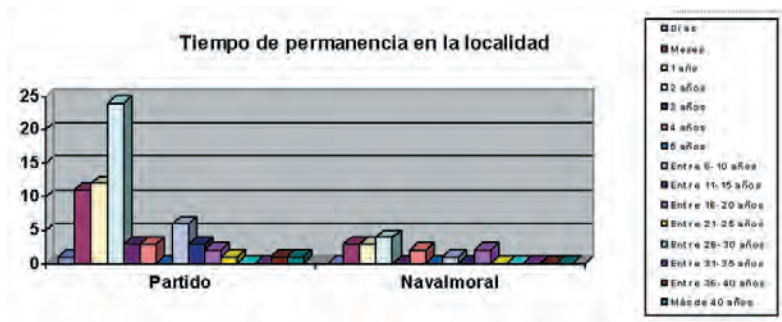 Tiempo de permanencia en la localidad
25
20
15
10
5
0
Partido
Navalmoral
Días
Meses
1 año
2 años
3 años
4 años
5 años
Entre 6-10 años
Entre 11-15 años
Entre 16-20 años
Entre 21-25 años
Entre 26-30 años
Entre 31-35 años
Entre 36-40 años
Más de 40 años